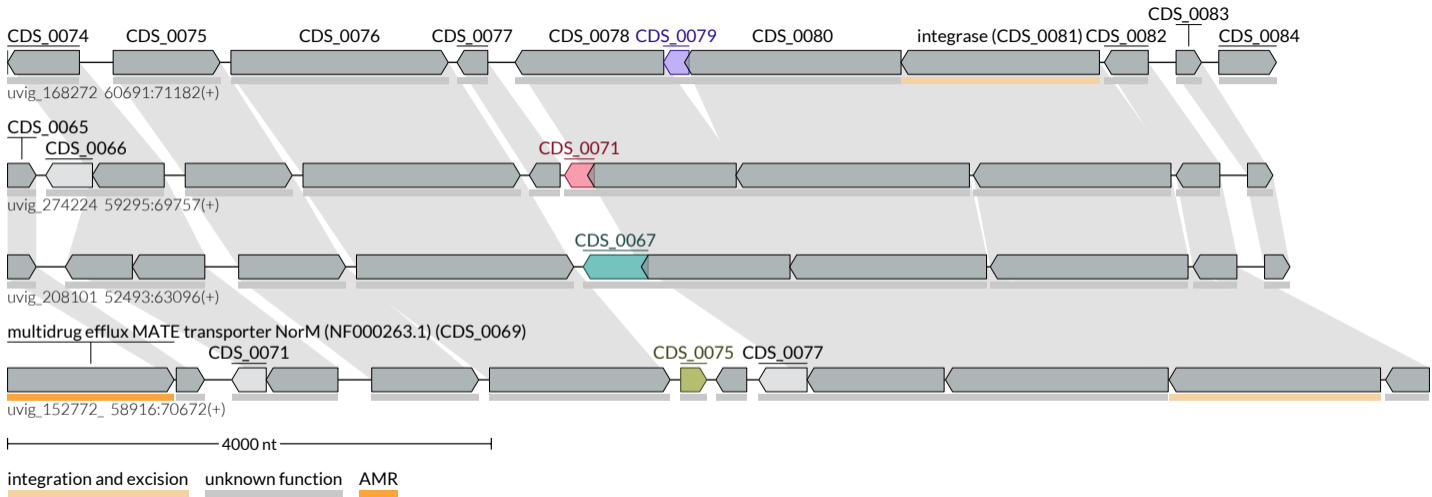 CDS_0083
CDS_0074 CDS_0075 CDS_0076 CDS_0077 CDS_0078 CDS_0079 CDS_0080 integrase (CDS_0081) CDS_0082 CDS_0084
uvig_168272 60691:71182(+)
CDS_0065
CDS_0066 CDS_0071
uvig_274224 59295:69757(+)
CDS_0067
uvig_208101 52493:63096(+)
multidrug efflux MATE transporter NorM (NF000263.1) (CDS_0069)
CDS_0071 CDS_0075 CDS_0077
uvig_152772_ 58916:70672(+)
4000 nt
integration and excision unknown function AMR